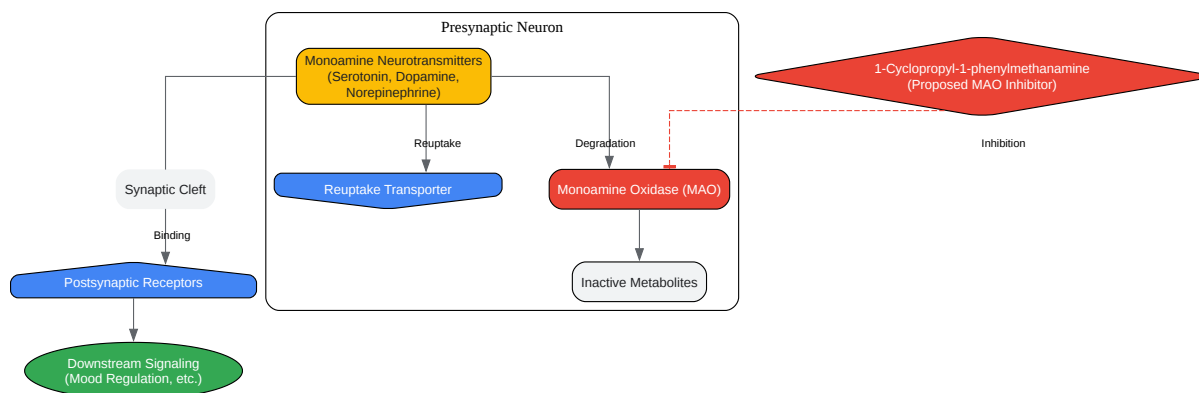 Presynaptic Neuron
Monoamine Neurotransmitters
(Serotonin, Dopamine,
Norepinephrine)
1-Cyclopropyl-1-phenylmethanamine
(Proposed MAO Inhibitor)
Reuptake
Degradation
Inhibition
Synaptic Cleft
Reuptake Transporter
Monoamine Oxidase (MAO)
Binding
Postsynaptic Receptors
Inactive Metabolites
Downstream Signaling
(Mood Regulation, etc.)